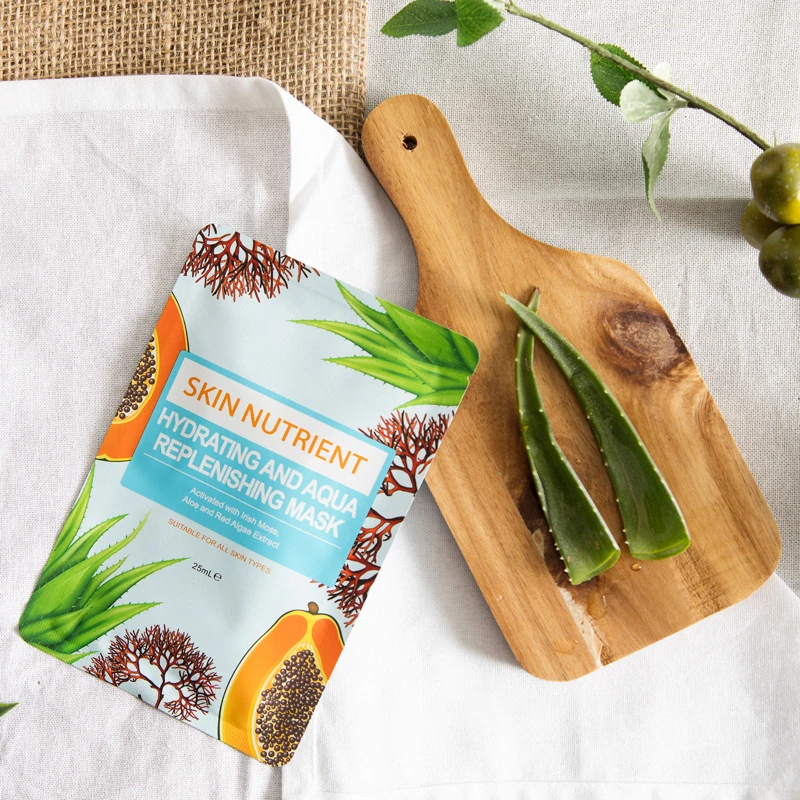 SKIN NUTRIENT
HYDRATING AND AQUA
REPLENISHING MASK
Activated with Irish Moss,
Aloe and Red Algae Extract
SUITABLE FOR ALL SKIN TYPES
25mL℮